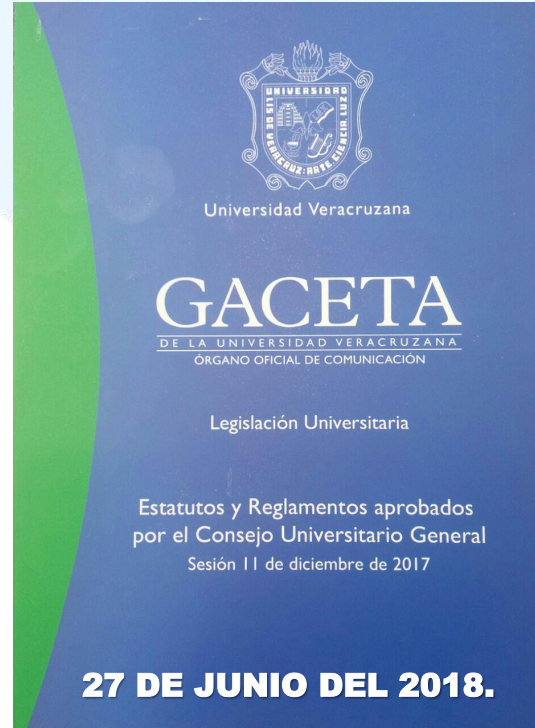 UNIVERSIDAD
LIS DE VERACRUZ: ARTE, CIENCIA, LUZ
Universidad Veracruzana
GACETA
DE LA UNIVERSIDAD VERACRUZANA
ÓRGANO OFICIAL DE COMUNICACIÓN
Legislación Universitaria
Estatutos y Reglamentos aprobados
por el Consejo Universitario General
Sesión 11 de diciembre de 2017
27 DE JUNIO DEL 2018.